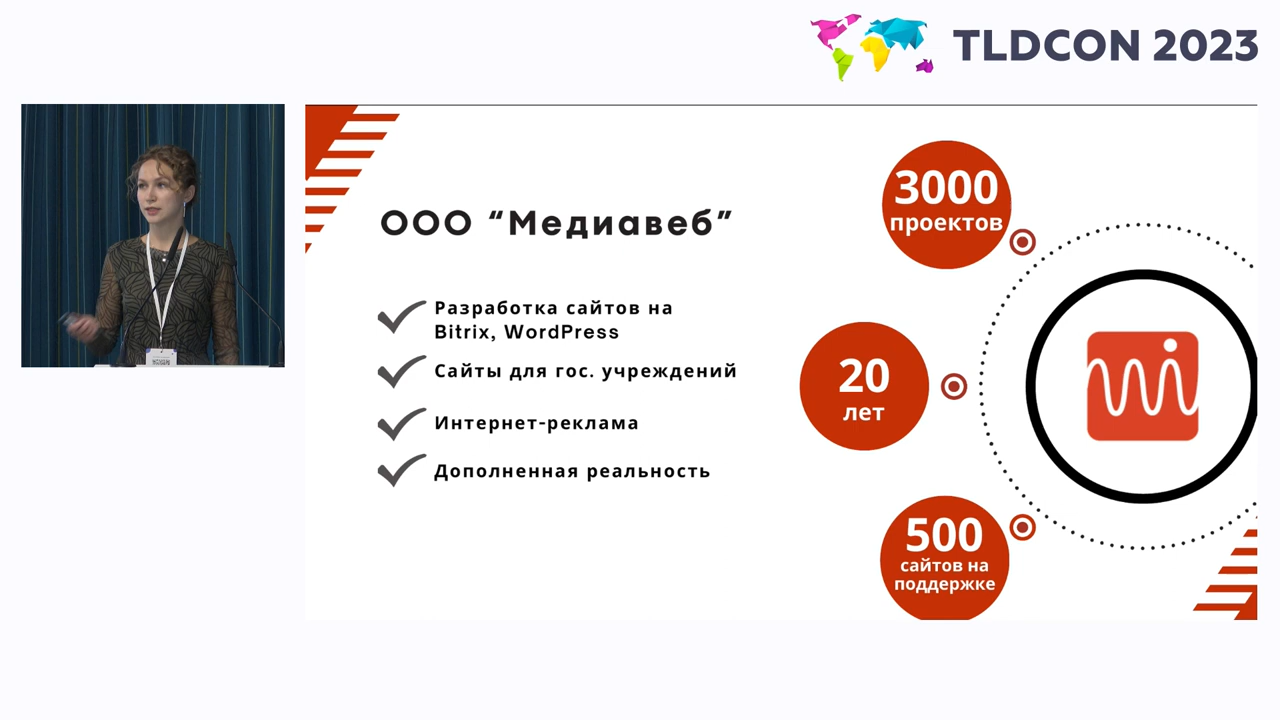 TLDCON 2023
ООО “Медиавеб”
Разработка сайтов на
Bitrix, WordPress
Сайты для гос. учреждений
Интернет-реклама
Дополненная реальность
3000
проектов
20
лет
500
сайтов на
поддержке